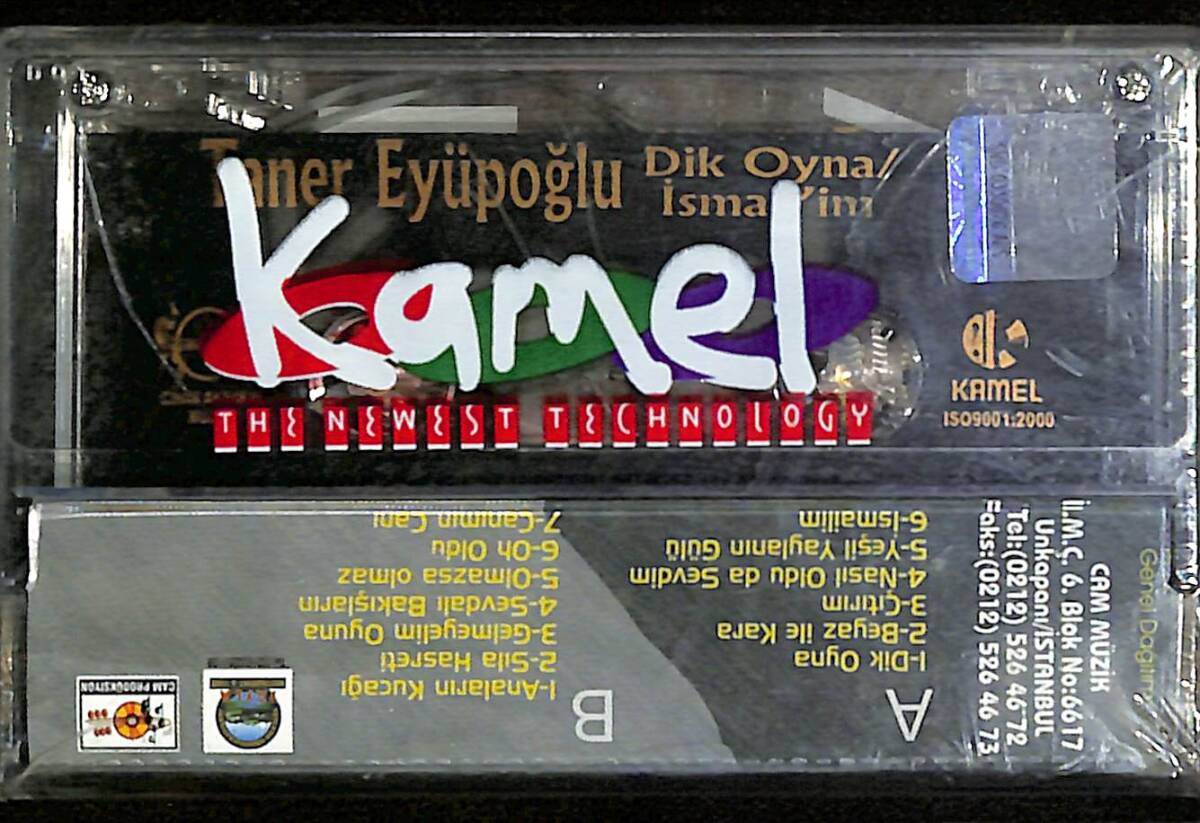 Taner Eyüpoğlu
Dik Oyna/
İsmailim
Kamel
THE NEWEST TECHNOLOGY
KAMEL
ISO9001:2000
A
1-Dik Oyna
2-Beyaz ile Kara
3-Çıtırım
4-Nasıl Oldu da Sevdim
5-Yeşil Yaylanın Gülü
6-Ismailim
B
1-Anaların Kucağı
2-Sıla Hasreti
3-Gelmeyelim Oyuna
4-Sevdalı Bakışların
5-Olmazsa olmaz
6-Oh Oldu
7-Canımın Canı
Genel Dağıtım
CAM MÜZİK
İ.M.Ç. 6. Blok No:6617
Unkapanı/İSTANBUL
Tel:(0212) 526 46 72
Faks:(0212) 526 46 73
CAM PRODÜKSİYON